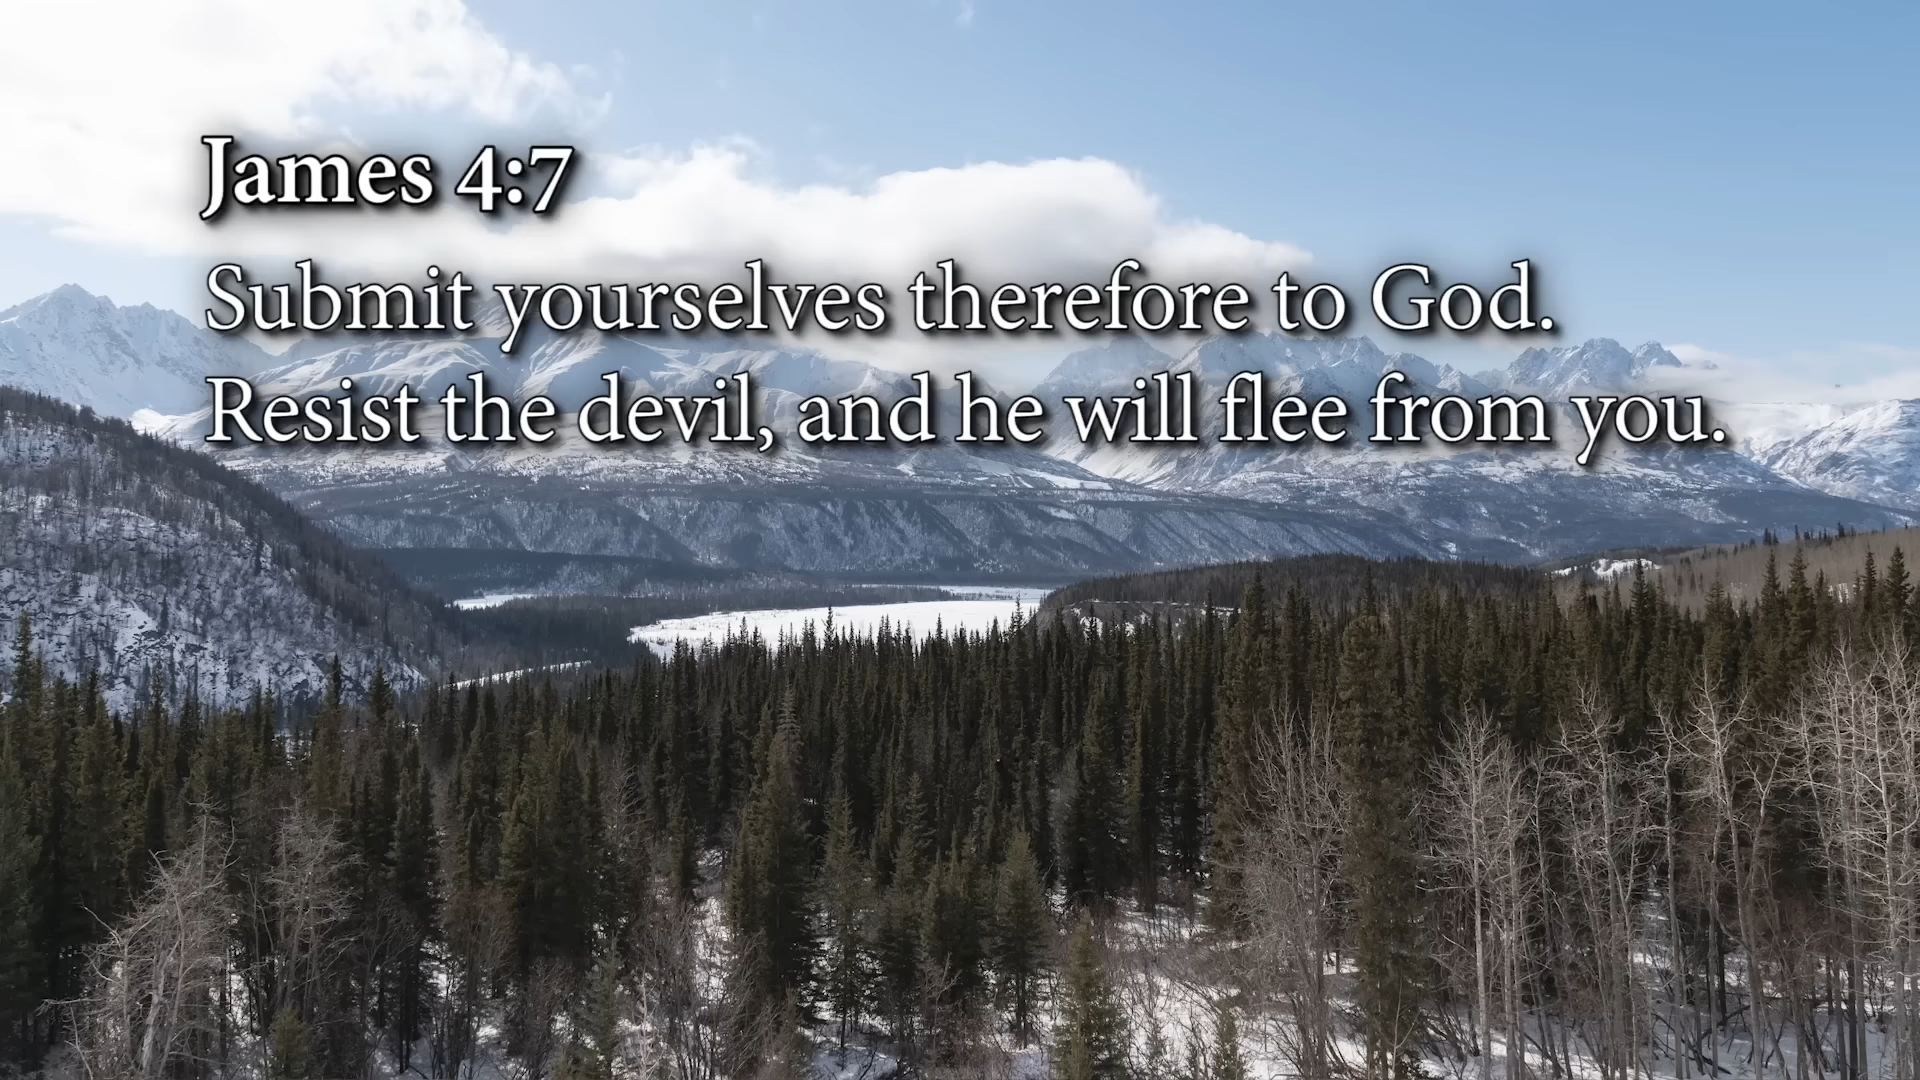 James 4:7
Submit yourselves therefore to God.
Resist the devil, and he will flee from you.